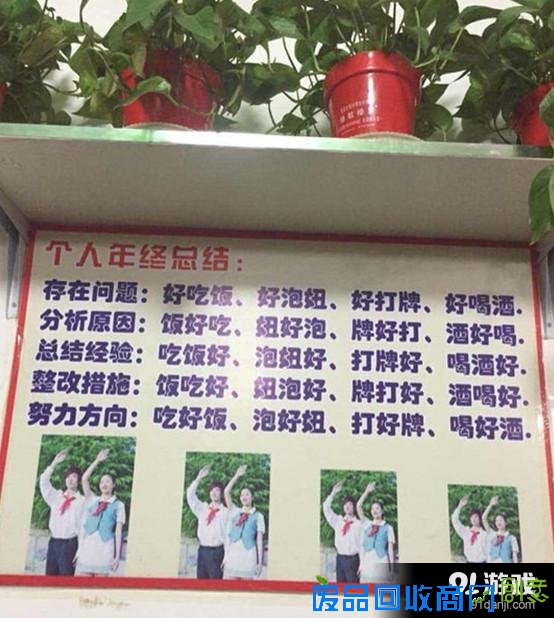 个人年终总结：
存在问题：好吃饭、好泡妞、好打牌、好喝酒.
分析原因：饭好吃、妞好泡、牌好打、酒好喝.
总结经验：吃饭好、泡妞好、打牌好、喝酒好.
整改措施：饭吃好、妞泡好、牌打好、酒喝好.
努力方向：吃好饭、泡好妞、打好牌、喝好酒.
91游戏
废品回收商门
91danji.com